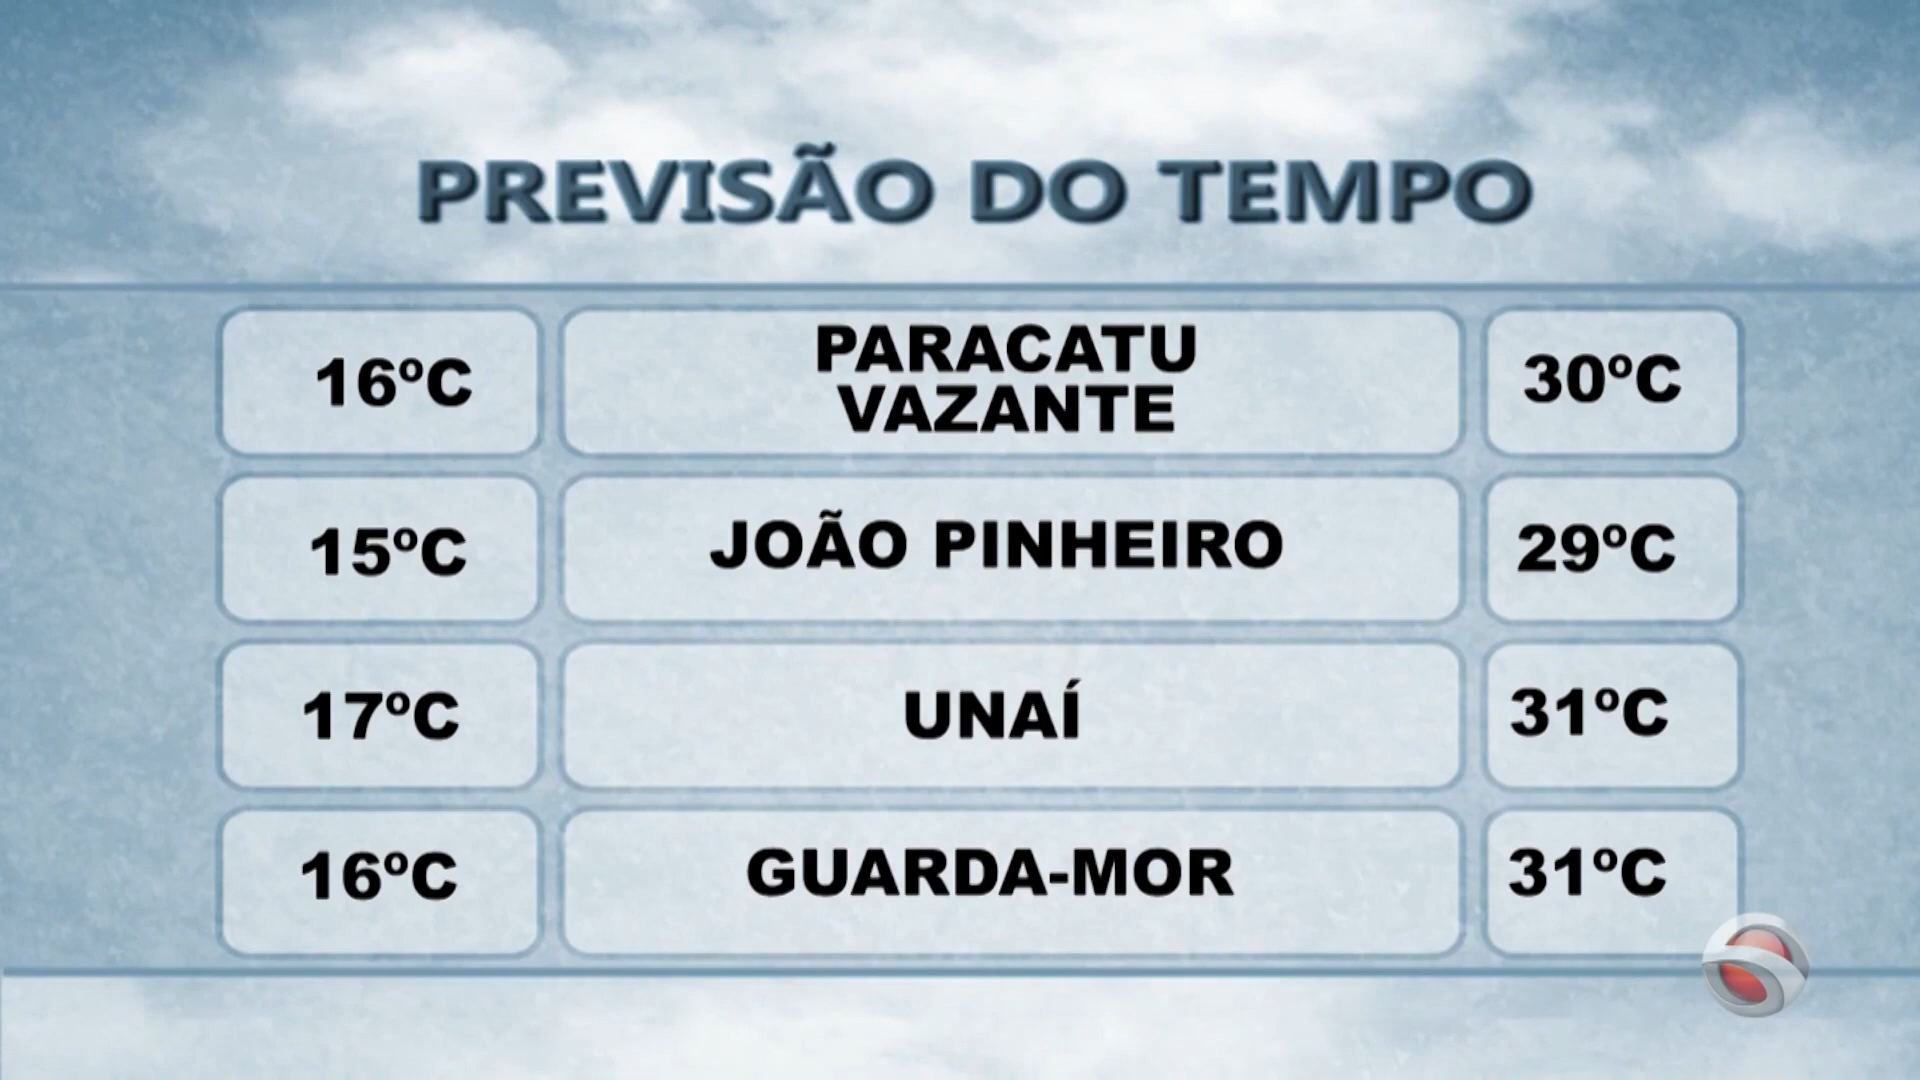 PREVISÃO DO TEMPO
16ºC
PARACATU
VAZANTE
30ºC
15ºC
JOÃO PINHEIRO
29ºC
17ºC
UNAÍ
31ºC
16ºC
GUARDA-MOR
31ºC